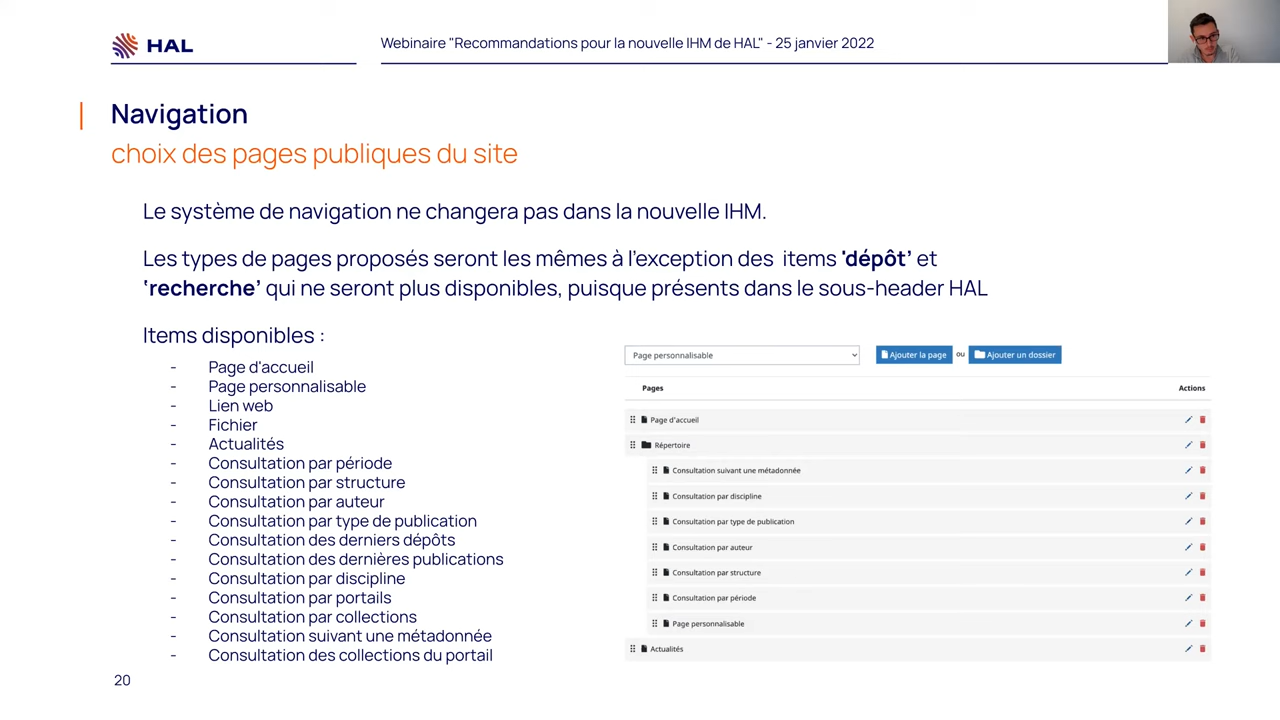 HAL
Webinaire "Recommandations pour la nouvelle IHM de HAL" - 25 janvier 2022
Navigation
choix des pages publiques du site
Le système de navigation ne changera pas dans la nouvelle IHM.
Les types de pages proposés seront les mêmes à l'exception des items 'dépôt' et
'recherche' qui ne seront plus disponibles, puisque présents dans le sous-header HAL
Items disponibles :
- Page d'accueil
- Page personnalisable
- Lien web
- Fichier
- Actualités
- Consultation par période
- Consultation par structure
- Consultation par auteur
- Consultation par type de publication
- Consultation des derniers dépôts
- Consultation des dernières publications
- Consultation par discipline
- Consultation par portails
- Consultation par collections
- Consultation suivant une métadonnée
- Consultation des collections du portail
Page personnalisable Ajouter la page ou Ajouter un dossier
Pages Actions
Page d'accueil
Répertoire
Consultation suivant une métadonnée
Consultation par discipline
Consultation par type de publication
Consultation par auteur
Consultation par structure
Consultation par période
Page personnalisable
Actualités
20